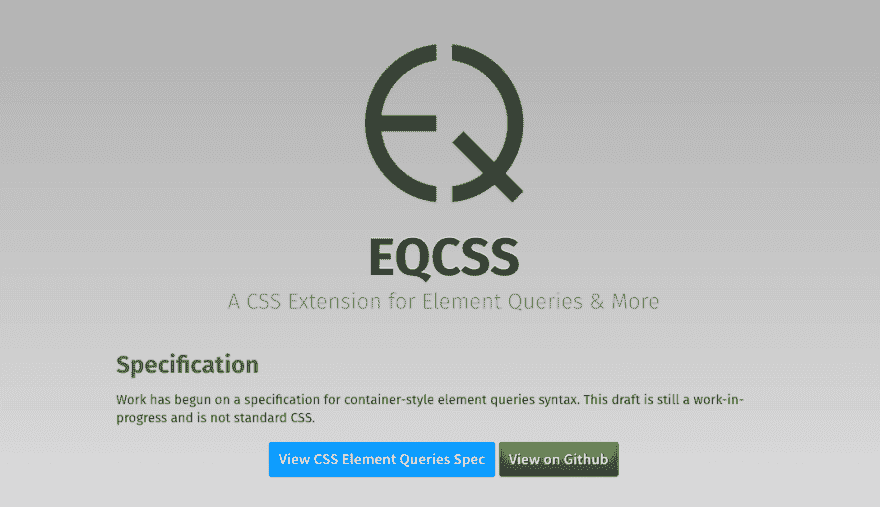 EQ
EQCSS
A CSS Extension for Element Queries & More
Specification
Work has begun on a specification for container-style element queries syntax. This draft is still a work-in-
progress and is not standard CSS.
View CSS Element Queries Spec
View on Github